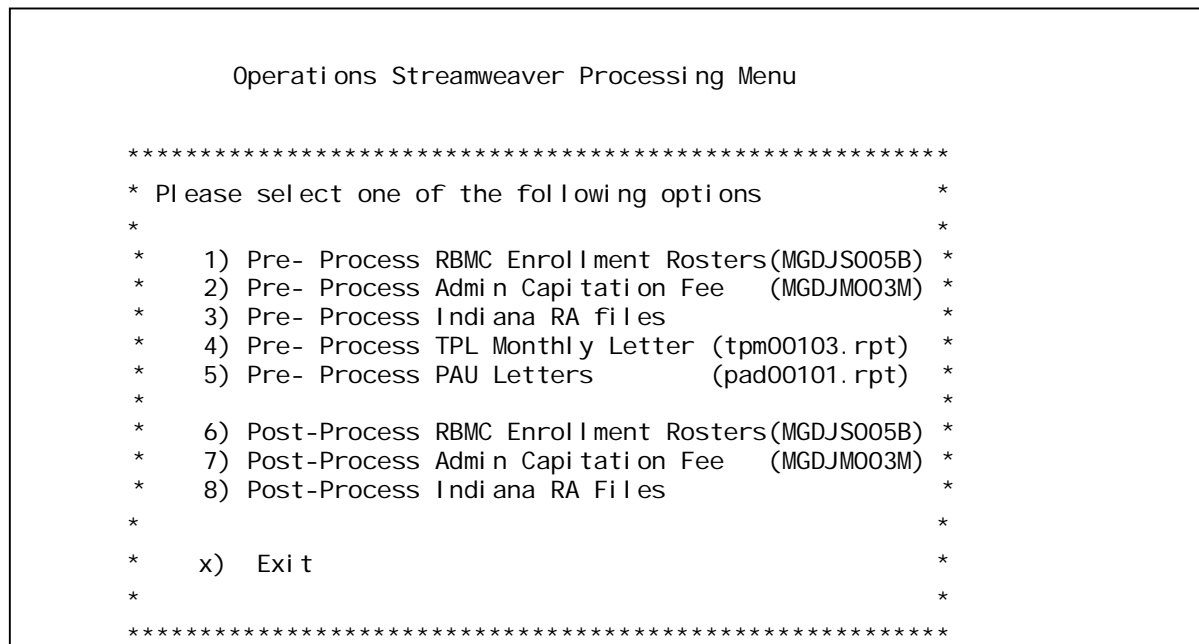 Operations Streamweaver Processing Menu
*********************************************************
* Please select one of the following options *
* *
* 1) Pre- Process RBMC Enrollment Rosters(MGDJS005B) *
* 2) Pre- Process Admin Capitation Fee (MGDJM003M) *
* 3) Pre- Process Indiana RA files *
* 4) Pre- Process TPL Monthly Letter (tpm00103.rpt) *
* 5) Pre- Process PAU Letters (pad00101.rpt) *
* *
* 6) Post-Process RBMC Enrollment Rosters(MGDJS005B) *
* 7) Post-Process Admin Capitation Fee (MGDJM003M) *
* 8) Post-Process Indiana RA Files *
* *
* x) Exit *
* *
*********************************************************